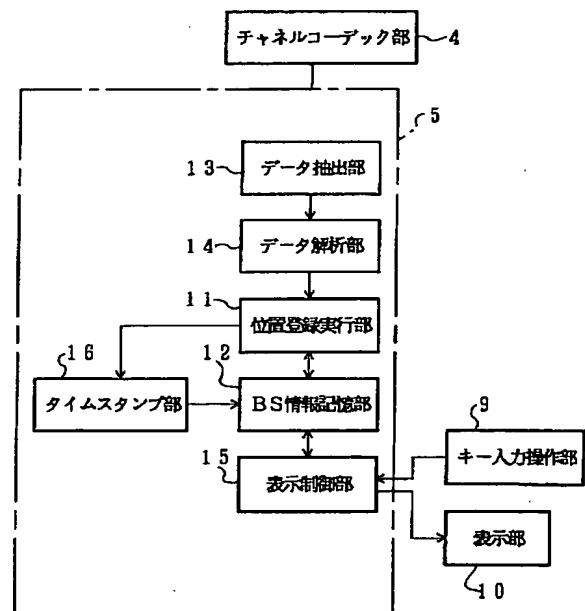 チャネルコーデック部
4
5
13
データ抽出部
14
データ解析部
11
位置登録実行部
16
12
タイムスタンプ部
BS情報記憶部
9
15
キー入力操作部
表示制御部
表示部
10